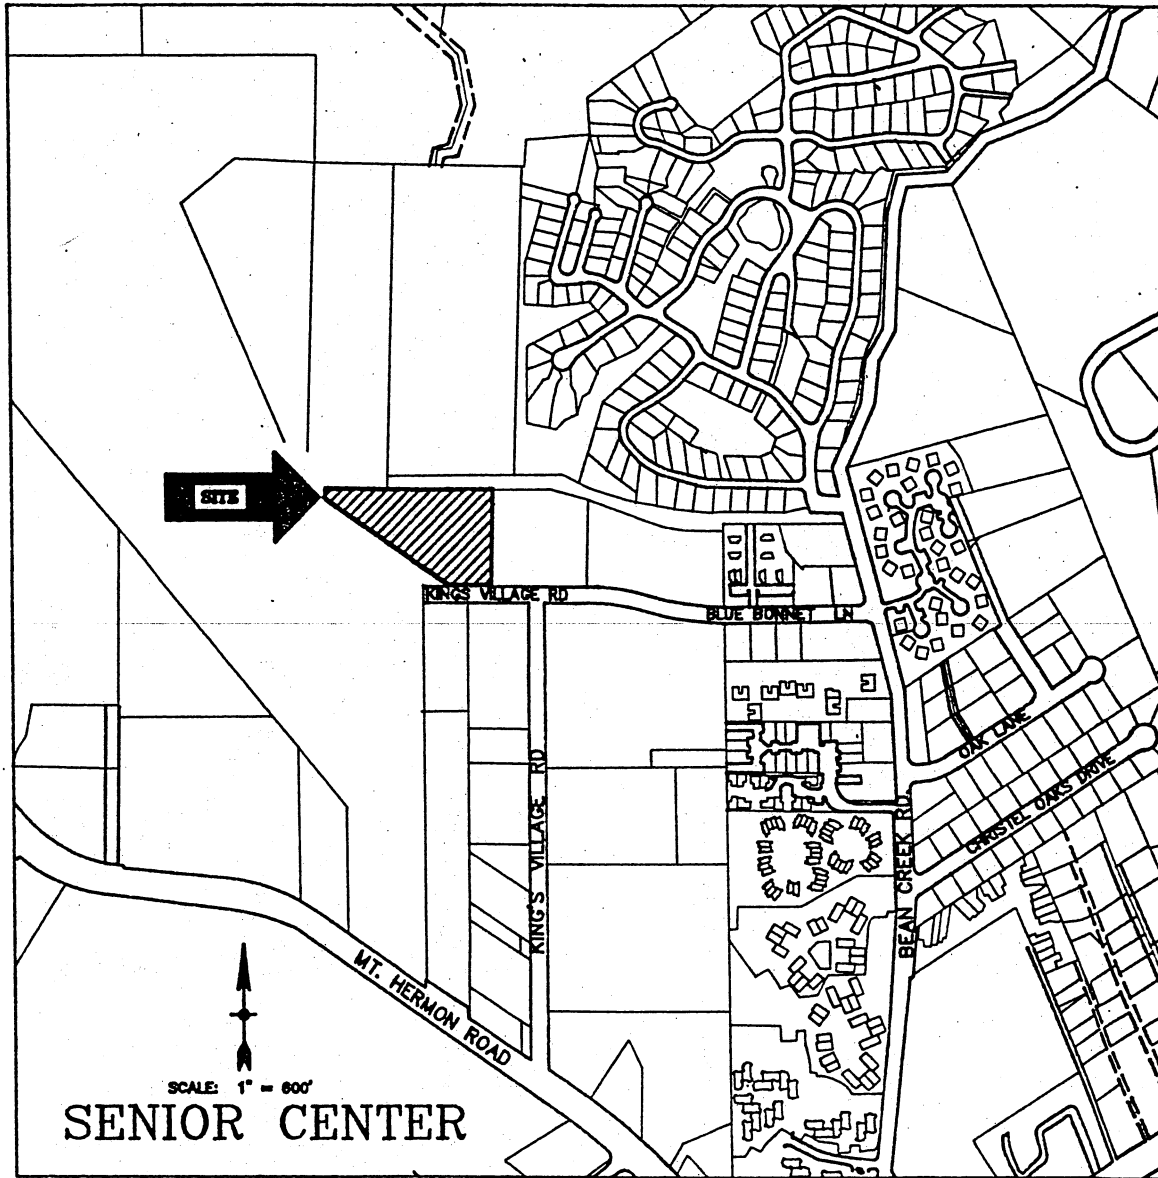 SITE
KINGS VILLAGE RD
BLUE BONNET LN
OAK LANE
CHRISTEL OAKS DRIVE
KING'S VILLAGE RD
BEAN CREEK RD.
MT. HERMON ROAD
SCALE: 1" = 600'
SENIOR CENTER